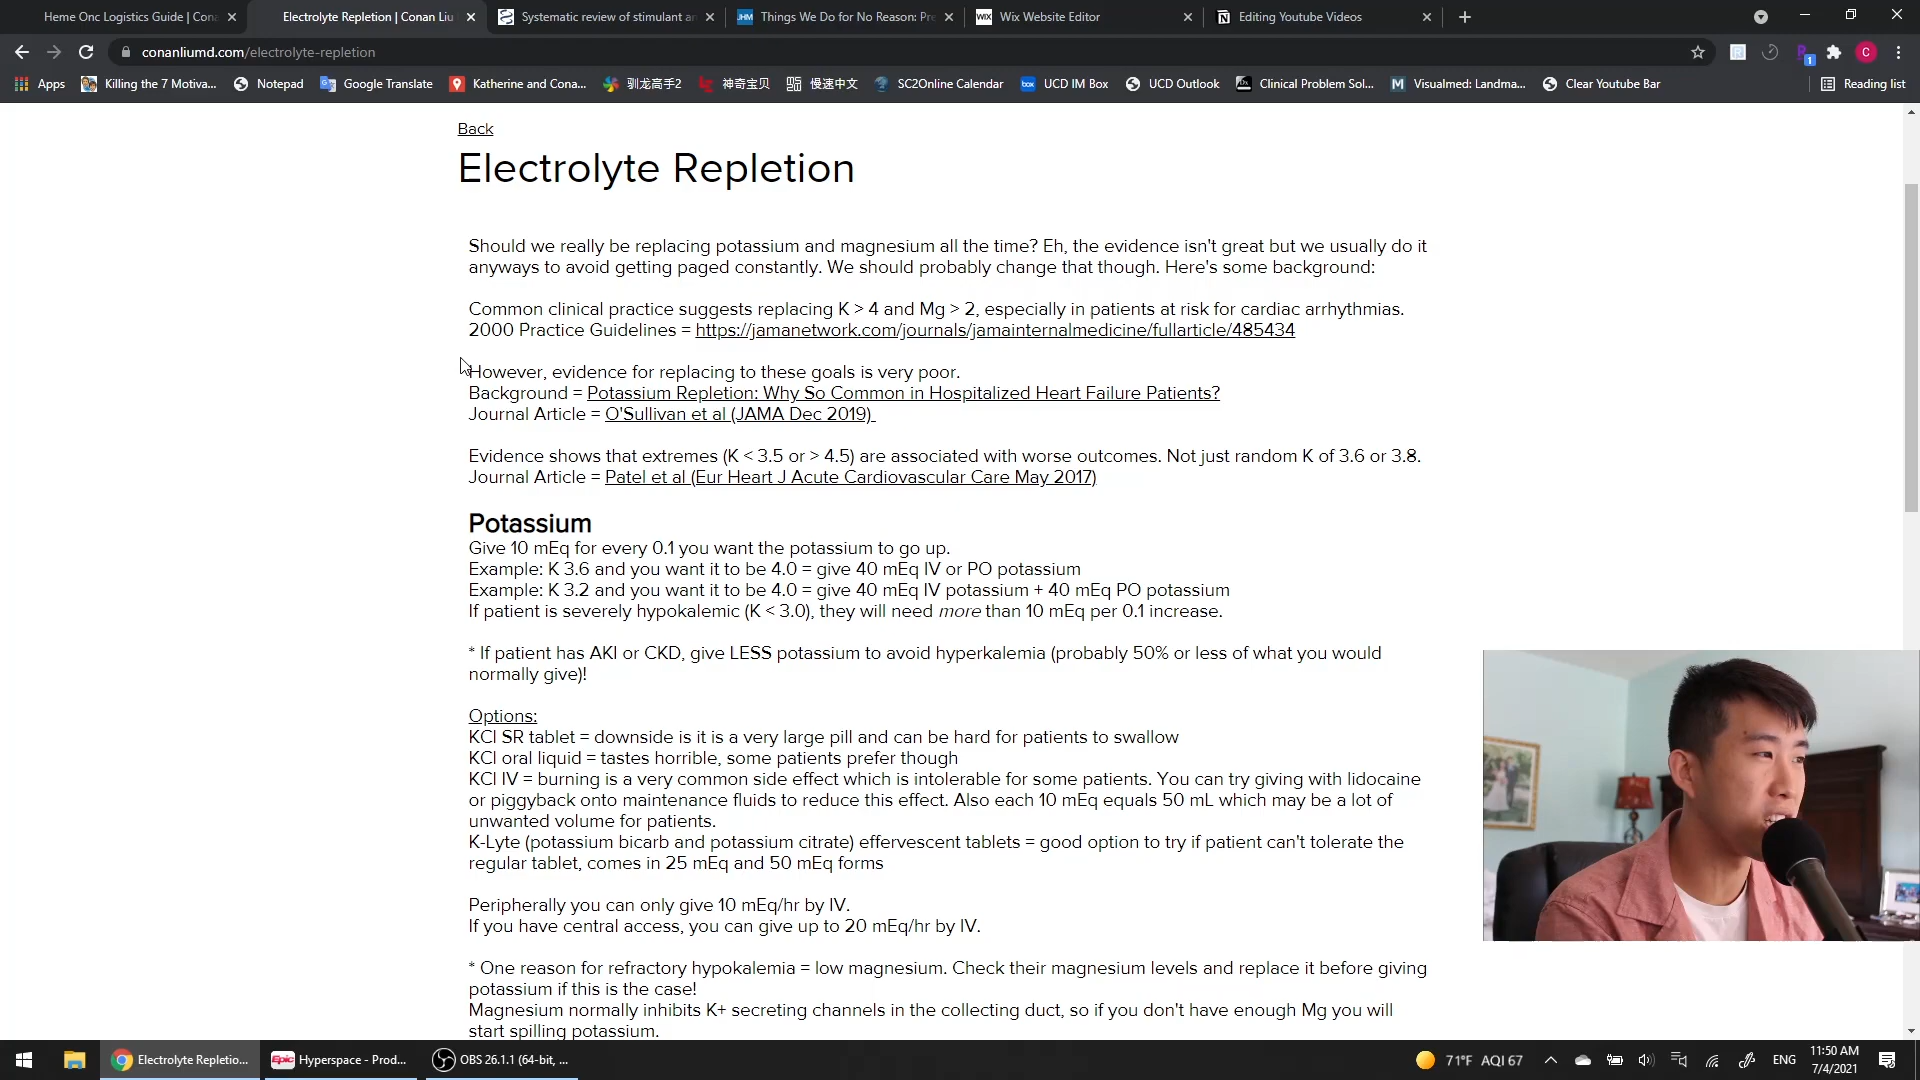 Heme Onc Logistics Guide | Cona
Electrolyte Repletion | Conan Liu
Systematic review of stimulant an
JHM Things We Do for No Reason: Pre
WIX Wix Website Editor
Editing Youtube Videos
conanliumd.com/electrolyte-repletion
C
1
Apps
Killing the 7 Motiva...
Notepad
Google Translate
Katherine and Cona...
驯龙高手2
神奇宝贝
慢速中文
SC2Online Calendar
box UCD IM Box
UCD Outlook
Clinical Problem Sol...
M Visualmed: Landma...
Clear Youtube Bar
Reading list
Back
Electrolyte Repletion
Should we really be replacing potassium and magnesium all the time? Eh, the evidence isn't great but we usually do it
anyways to avoid getting paged constantly. We should probably change that though. Here's some background:
Common clinical practice suggests replacing K > 4 and Mg > 2, especially in patients at risk for cardiac arrhythmias.
2000 Practice Guidelines = https://jamanetwork.com/journals/jamainternalmedicine/fullarticle/485434
However, evidence for replacing to these goals is very poor.
Background = Potassium Repletion: Why So Common in Hospitalized Heart Failure Patients?
Journal Article = O'Sullivan et al (JAMA Dec 2019)
Evidence shows that extremes (K < 3.5 or > 4.5) are associated with worse outcomes. Not just random K of 3.6 or 3.8.
Journal Article = Patel et al (Eur Heart J Acute Cardiovascular Care May 2017)
Potassium
Give 10 mEq for every 0.1 you want the potassium to go up.
Example: K 3.6 and you want it to be 4.0 = give 40 mEq IV or PO potassium
Example: K 3.2 and you want it to be 4.0 = give 40 mEq IV potassium + 40 mEq PO potassium
If patient is severely hypokalemic (K < 3.0), they will need more than 10 mEq per 0.1 increase.
* If patient has AKI or CKD, give LESS potassium to avoid hyperkalemia (probably 50% or less of what you would
normally give)!
Options:
KCl SR tablet = downside is it is a very large pill and can be hard for patients to swallow
KCl oral liquid = tastes horrible, some patients prefer though
KCl IV = burning is a very common side effect which is intolerable for some patients. You can try giving with lidocaine
or piggyback onto maintenance fluids to reduce this effect. Also each 10 mEq equals 50 mL which may be a lot of
unwanted volume for patients.
K-Lyte (potassium bicarb and potassium citrate) effervescent tablets = good option to try if patient can't tolerate the
regular tablet, comes in 25 mEq and 50 mEq forms
Peripherally you can only give 10 mEq/hr by IV.
If you have central access, you can give up to 20 mEq/hr by IV.
* One reason for refractory hypokalemia = low magnesium. Check their magnesium levels and replace it before giving
potassium if this is the case!
Magnesium normally inhibits K+ secreting channels in the collecting duct, so if you don't have enough Mg you will
start spilling potassium.
Electrolyte Repletio...
Epic Hyperspace - Prod...
OBS 26.1.1 (64-bit, ...
71°F AQI 67
ENG
11:50 AM
7/4/2021